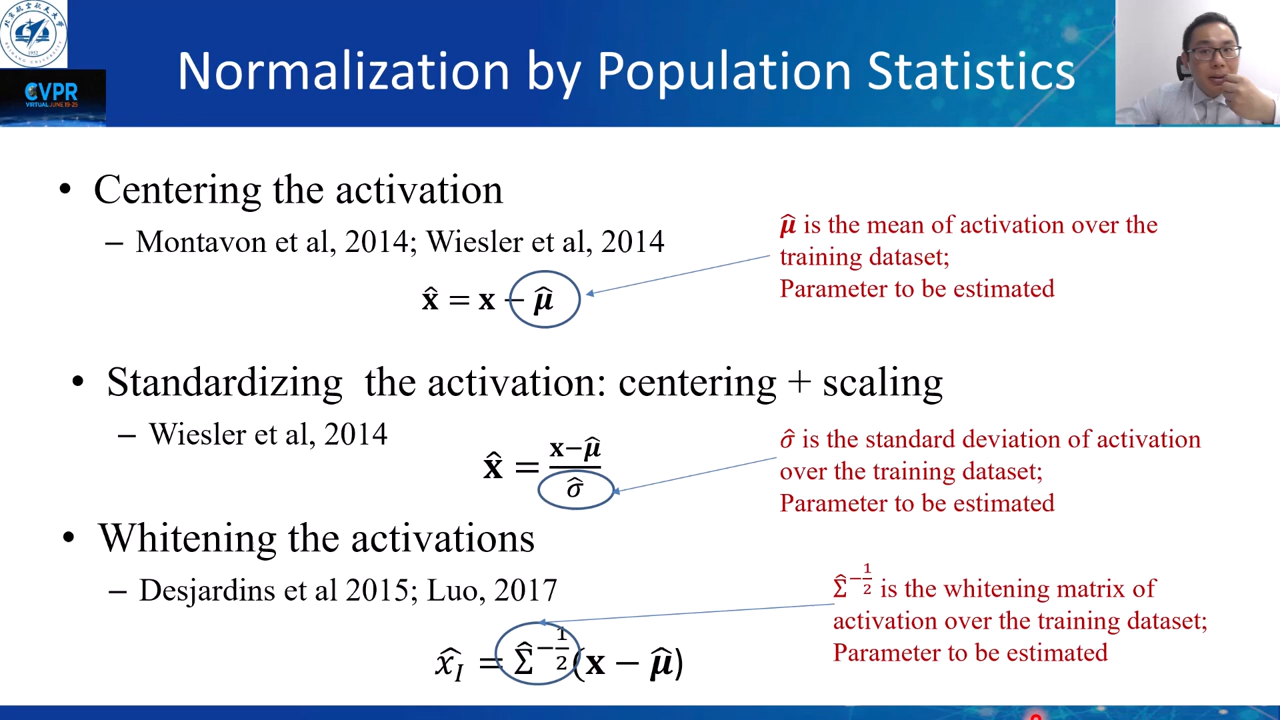 CVPR
VIRTUAL JUNE 19-25
Normalization by Population Statistics
• Centering the activation
– Montavon et al, 2014; Wiesler et al, 2014
x̂ = x − μ̂
μ̂ is the mean of activation over the
training dataset;
Parameter to be estimated
• Standardizing the activation: centering + scaling
– Wiesler et al, 2014
x̂ = (x−μ̂)/σ̂
σ̂ is the standard deviation of activation
over the training dataset;
Parameter to be estimated
• Whitening the activations
– Desjardins et al 2015; Luo, 2017
x̂_I = Σ̂^(−1/2)(x − μ̂)
Σ̂^(−1/2) is the whitening matrix of
activation over the training dataset;
Parameter to be estimated